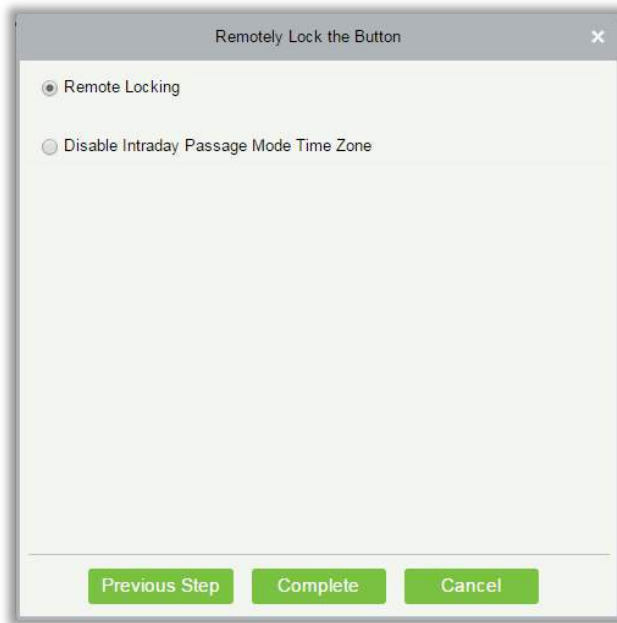 Remotely Lock the Button
Remote Locking
Disable Intraday Passage Mode Time Zone
Previous Step Complete Cancel